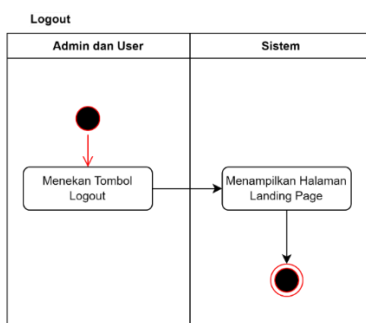 Logout
Admin dan User
Sistem
Menekan Tombol
Logout
Menampilkan Halaman
Landing Page